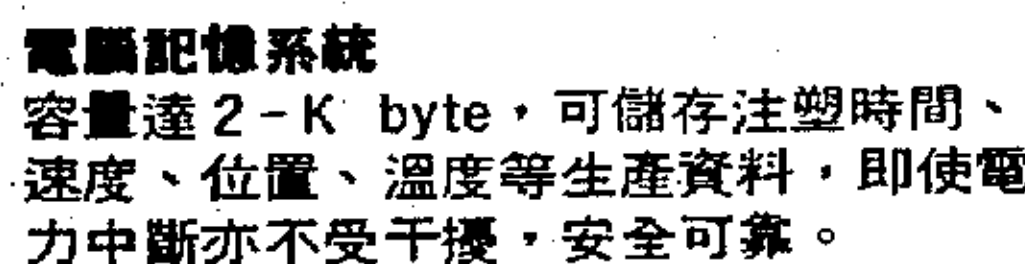 電腦記憶系統
容量達2-K byte，可儲存注塑時間、
速度、位置、溫度等生產資料，即使電
力中斷亦不受干擾，安全可靠。